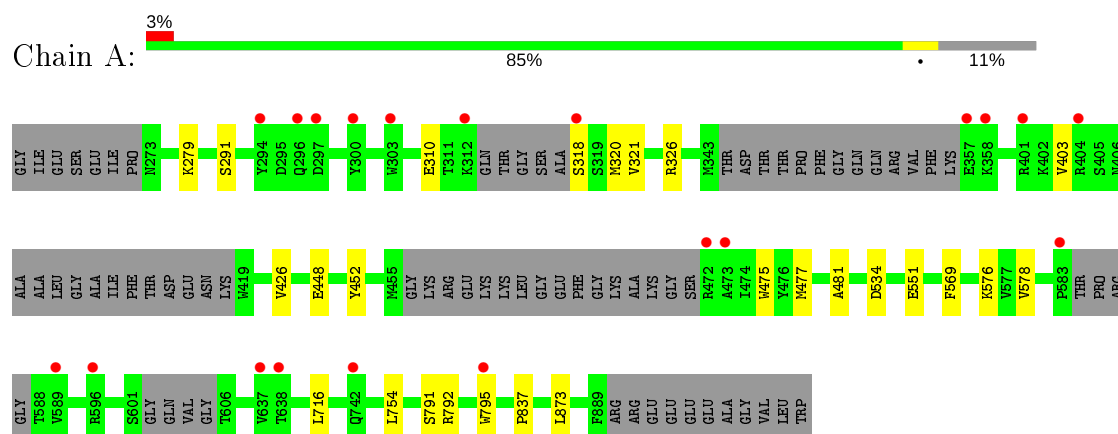 3%
Chain A:
85% • 11%
GLY ILE GLU SER GLU ILE PRO N273 K279 S291 Y294 D295 Q296 D297 Y300 W303 E310 T311 K312 GLN THR GLY SER ALA S318 S319 M320 V321 R326 M343 THR ASP THR THR PRO PHE GLY GLN GLN ARG VAL PHE LYS E357 K358 R401 K402 V403 R404 S405 N406
ALA ALA LEU GLY ALA ILE PHE THR ASP GLU ASN LYS W419 V426 E448 Y452 M455 GLY LYS ARG GLU LYS LYS LEU GLY GLU PHE GLY LYS ALA LYS GLY SER R472 A473 I474 W475 Y476 M477 A481 D534 E551 F569 K576 V577 V578 P583 THR PRO ARG
GLY T588 V589 R596 S601 GLY GLN VAL GLY T606 V637 T638 L716 Q742 L754 S791 R792 W795 P837 L873 F889 ARG ARG GLU GLU GLU GLU ALA GLY VAL LEU TRP